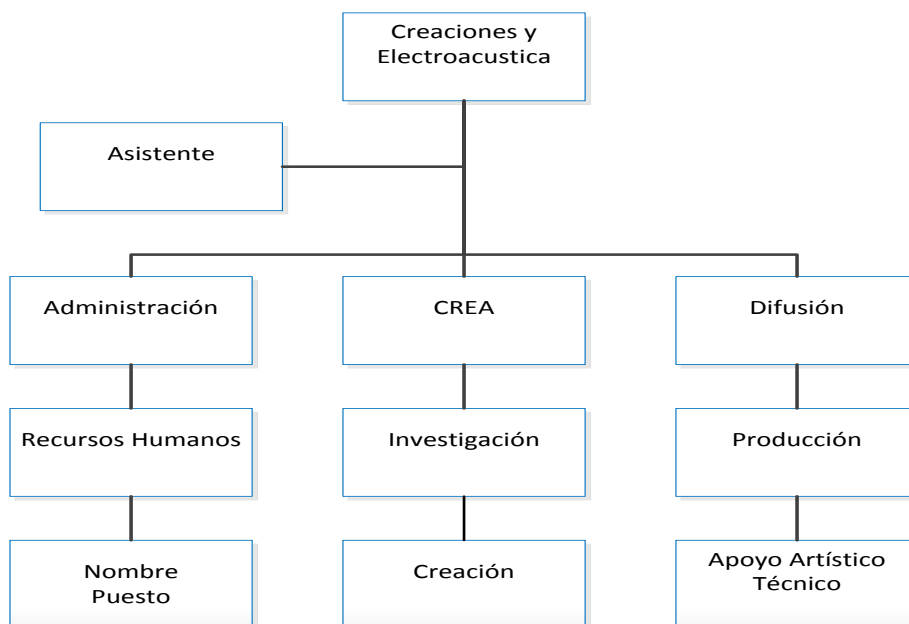 Creaciones y
Electroacustica
Asistente
Administración
CREA
Difusión
Recursos Humanos
Investigación
Producción
Nombre
Puesto
Creación
Apoyo Artístico
Técnico